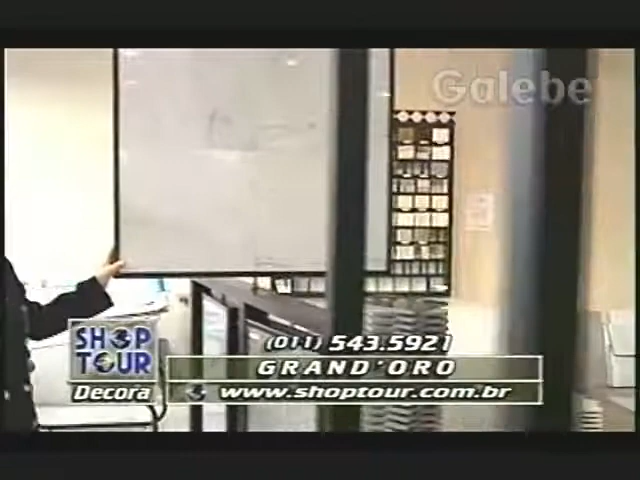 Galebe
SHOP
TOUR
Decora
(011) 543.5921
GRAND'ORO
www.shoptour.com.br